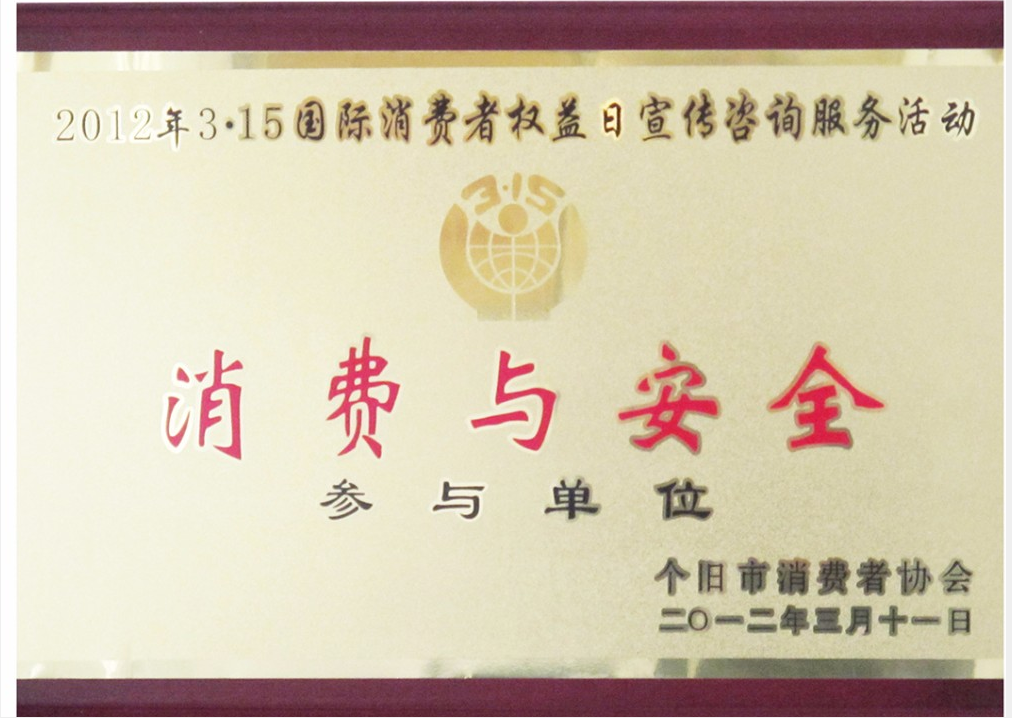 2012年3·15国际消费者权益日宣传咨询服务活动
3·15
消费与安全
参与单位
个旧市消费者协会
二〇一二年三月十一日